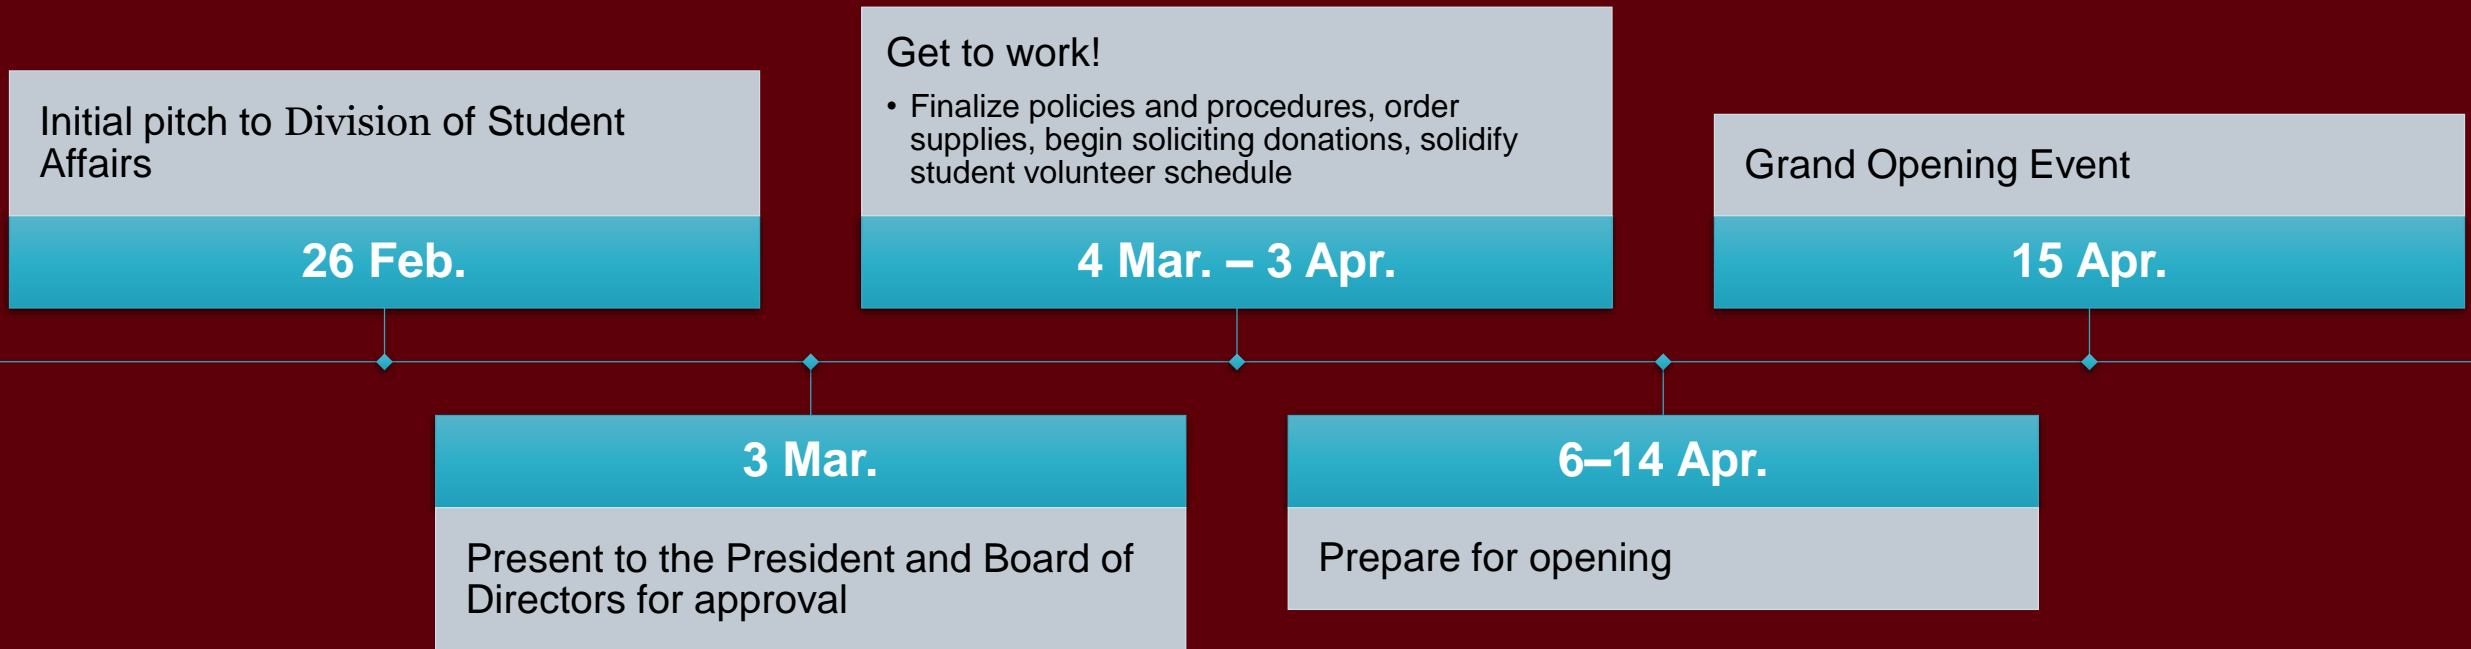 Initial pitch to Division of Student
Affairs
26 Feb.
3 Mar.
Present to the President and Board of
Directors for approval
Get to work!
• Finalize policies and procedures, order
supplies, begin soliciting donations, solidify
student volunteer schedule
4 Mar. – 3 Apr.
6–14 Apr.
Prepare for opening
Grand Opening Event
15 Apr.